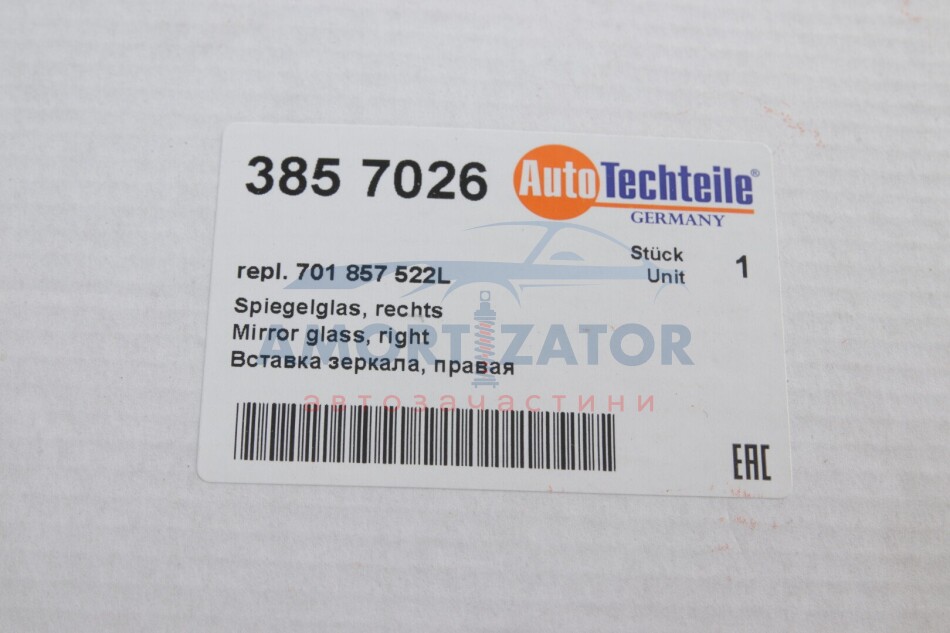 385 7026
AutoTechteile®
GERMANY
Stück
Unit
1
repl. 701 857 522L
Spiegelglas, rechts
Mirror glass, right
Вставка зеркала, правая
AMORTIZATOR
автозачастини
EAC